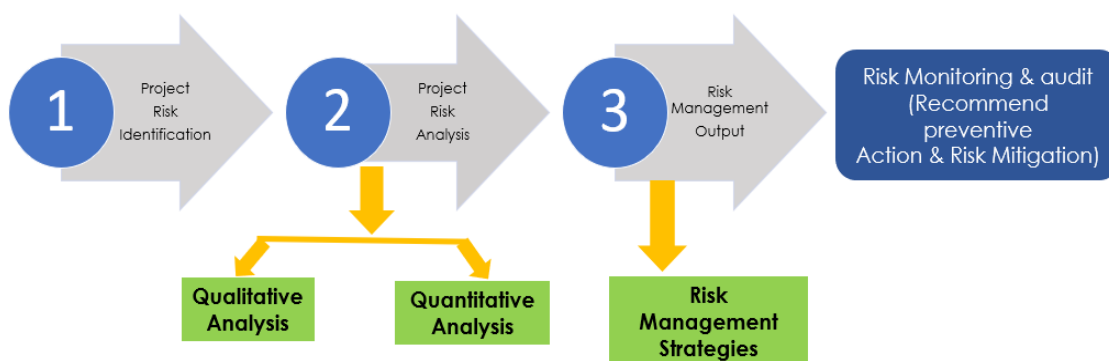 1
Project
Risk
Identification
2
Project
Risk
Analysis
3
Risk
Management
Output
Risk Monitoring & audit
(Recommend
preventive
Action & Risk Mitigation)
Qualitative
Analysis
Quantitative
Analysis
Risk
Management
Strategies